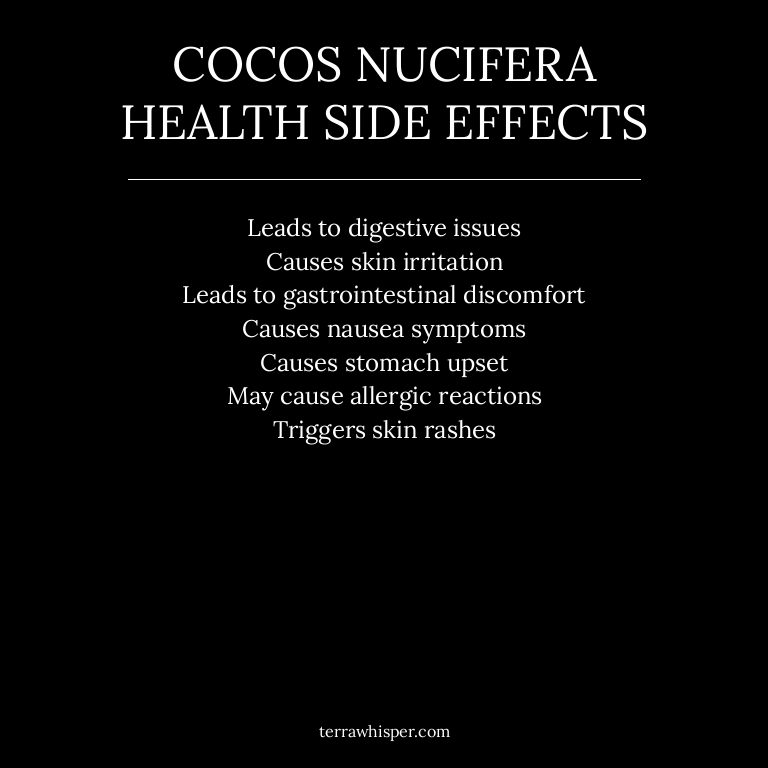 COCOS NUCIFERA
HEALTH SIDE EFFECTS
Leads to digestive issues
Causes skin irritation
Leads to gastrointestinal discomfort
Causes nausea symptoms
Causes stomach upset
May cause allergic reactions
Triggers skin rashes
terrawhisper.com